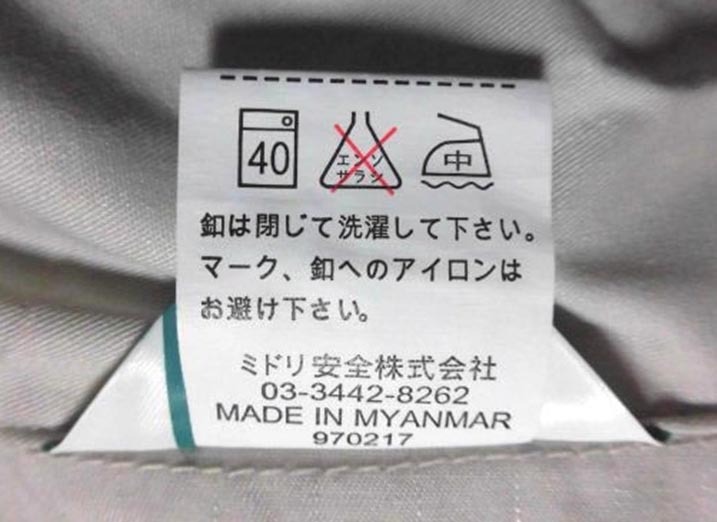 40
エンソ
サラシ
中
釦は閉じて洗濯して下さい。
マーク、釦へのアイロンは
お避け下さい。
ミドリ安全株式会社
03-3442-8262
MADE IN MYANMAR
970217